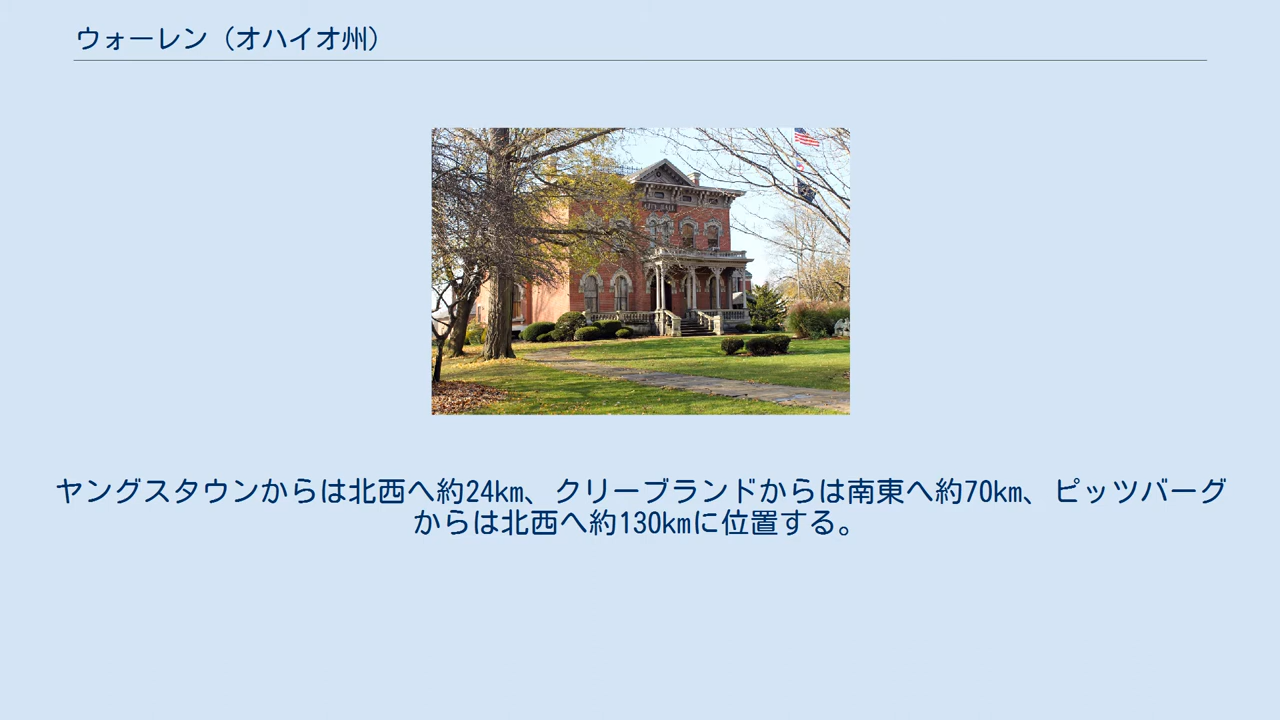 ウォーレン（オハイオ州）
ヤングスタウンからは北西へ約24km、クリーブランドからは南東へ約70km、ピッツバーグ
からは北西へ約130kmに位置する。